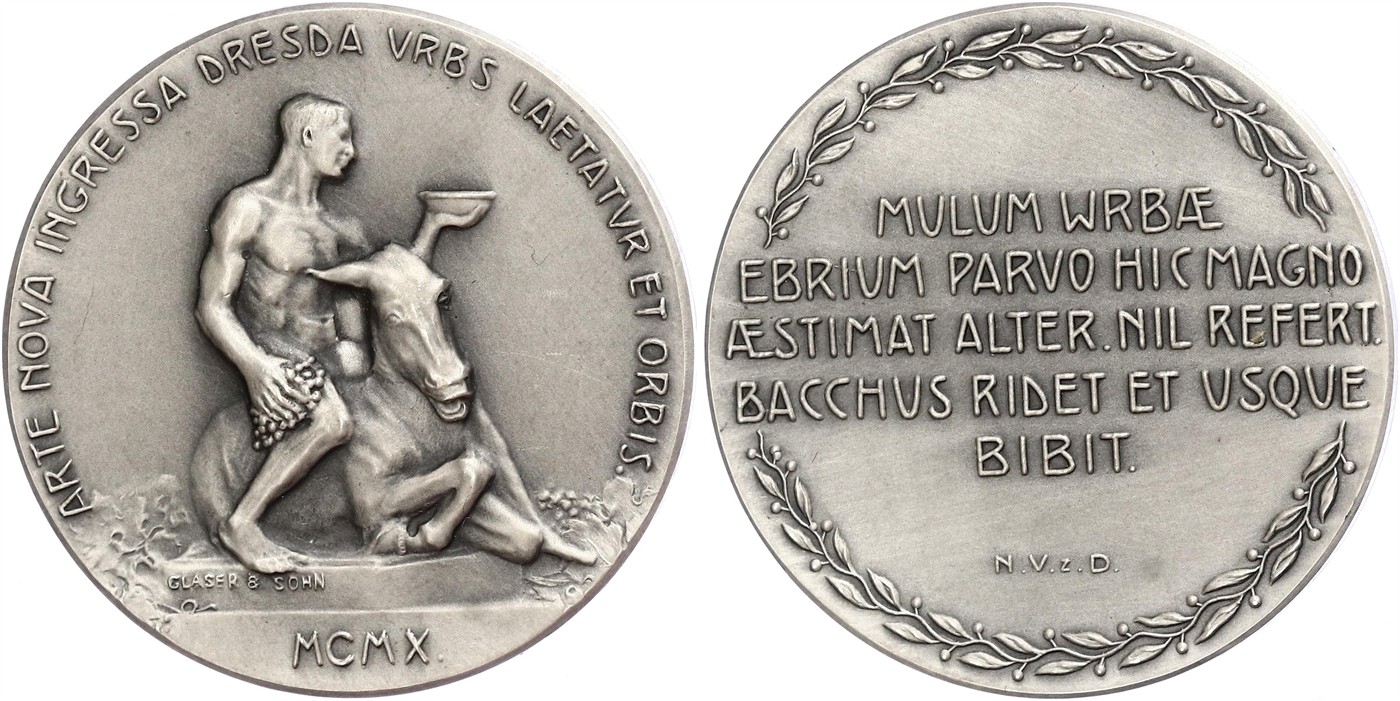 ARTE NOVA INGRESSA DRESDA VRBS LAETATVR ET ORBIS.
GLASER & SOHN
MCMX.
MULUM WRBÆ
EBRIUM PARVO HIC MAGNO
ÆSTIMAT ALTER. NIL REFERT.
BACCHUS RIDET ET USQUE
BIBIT.
N.V.z.D.